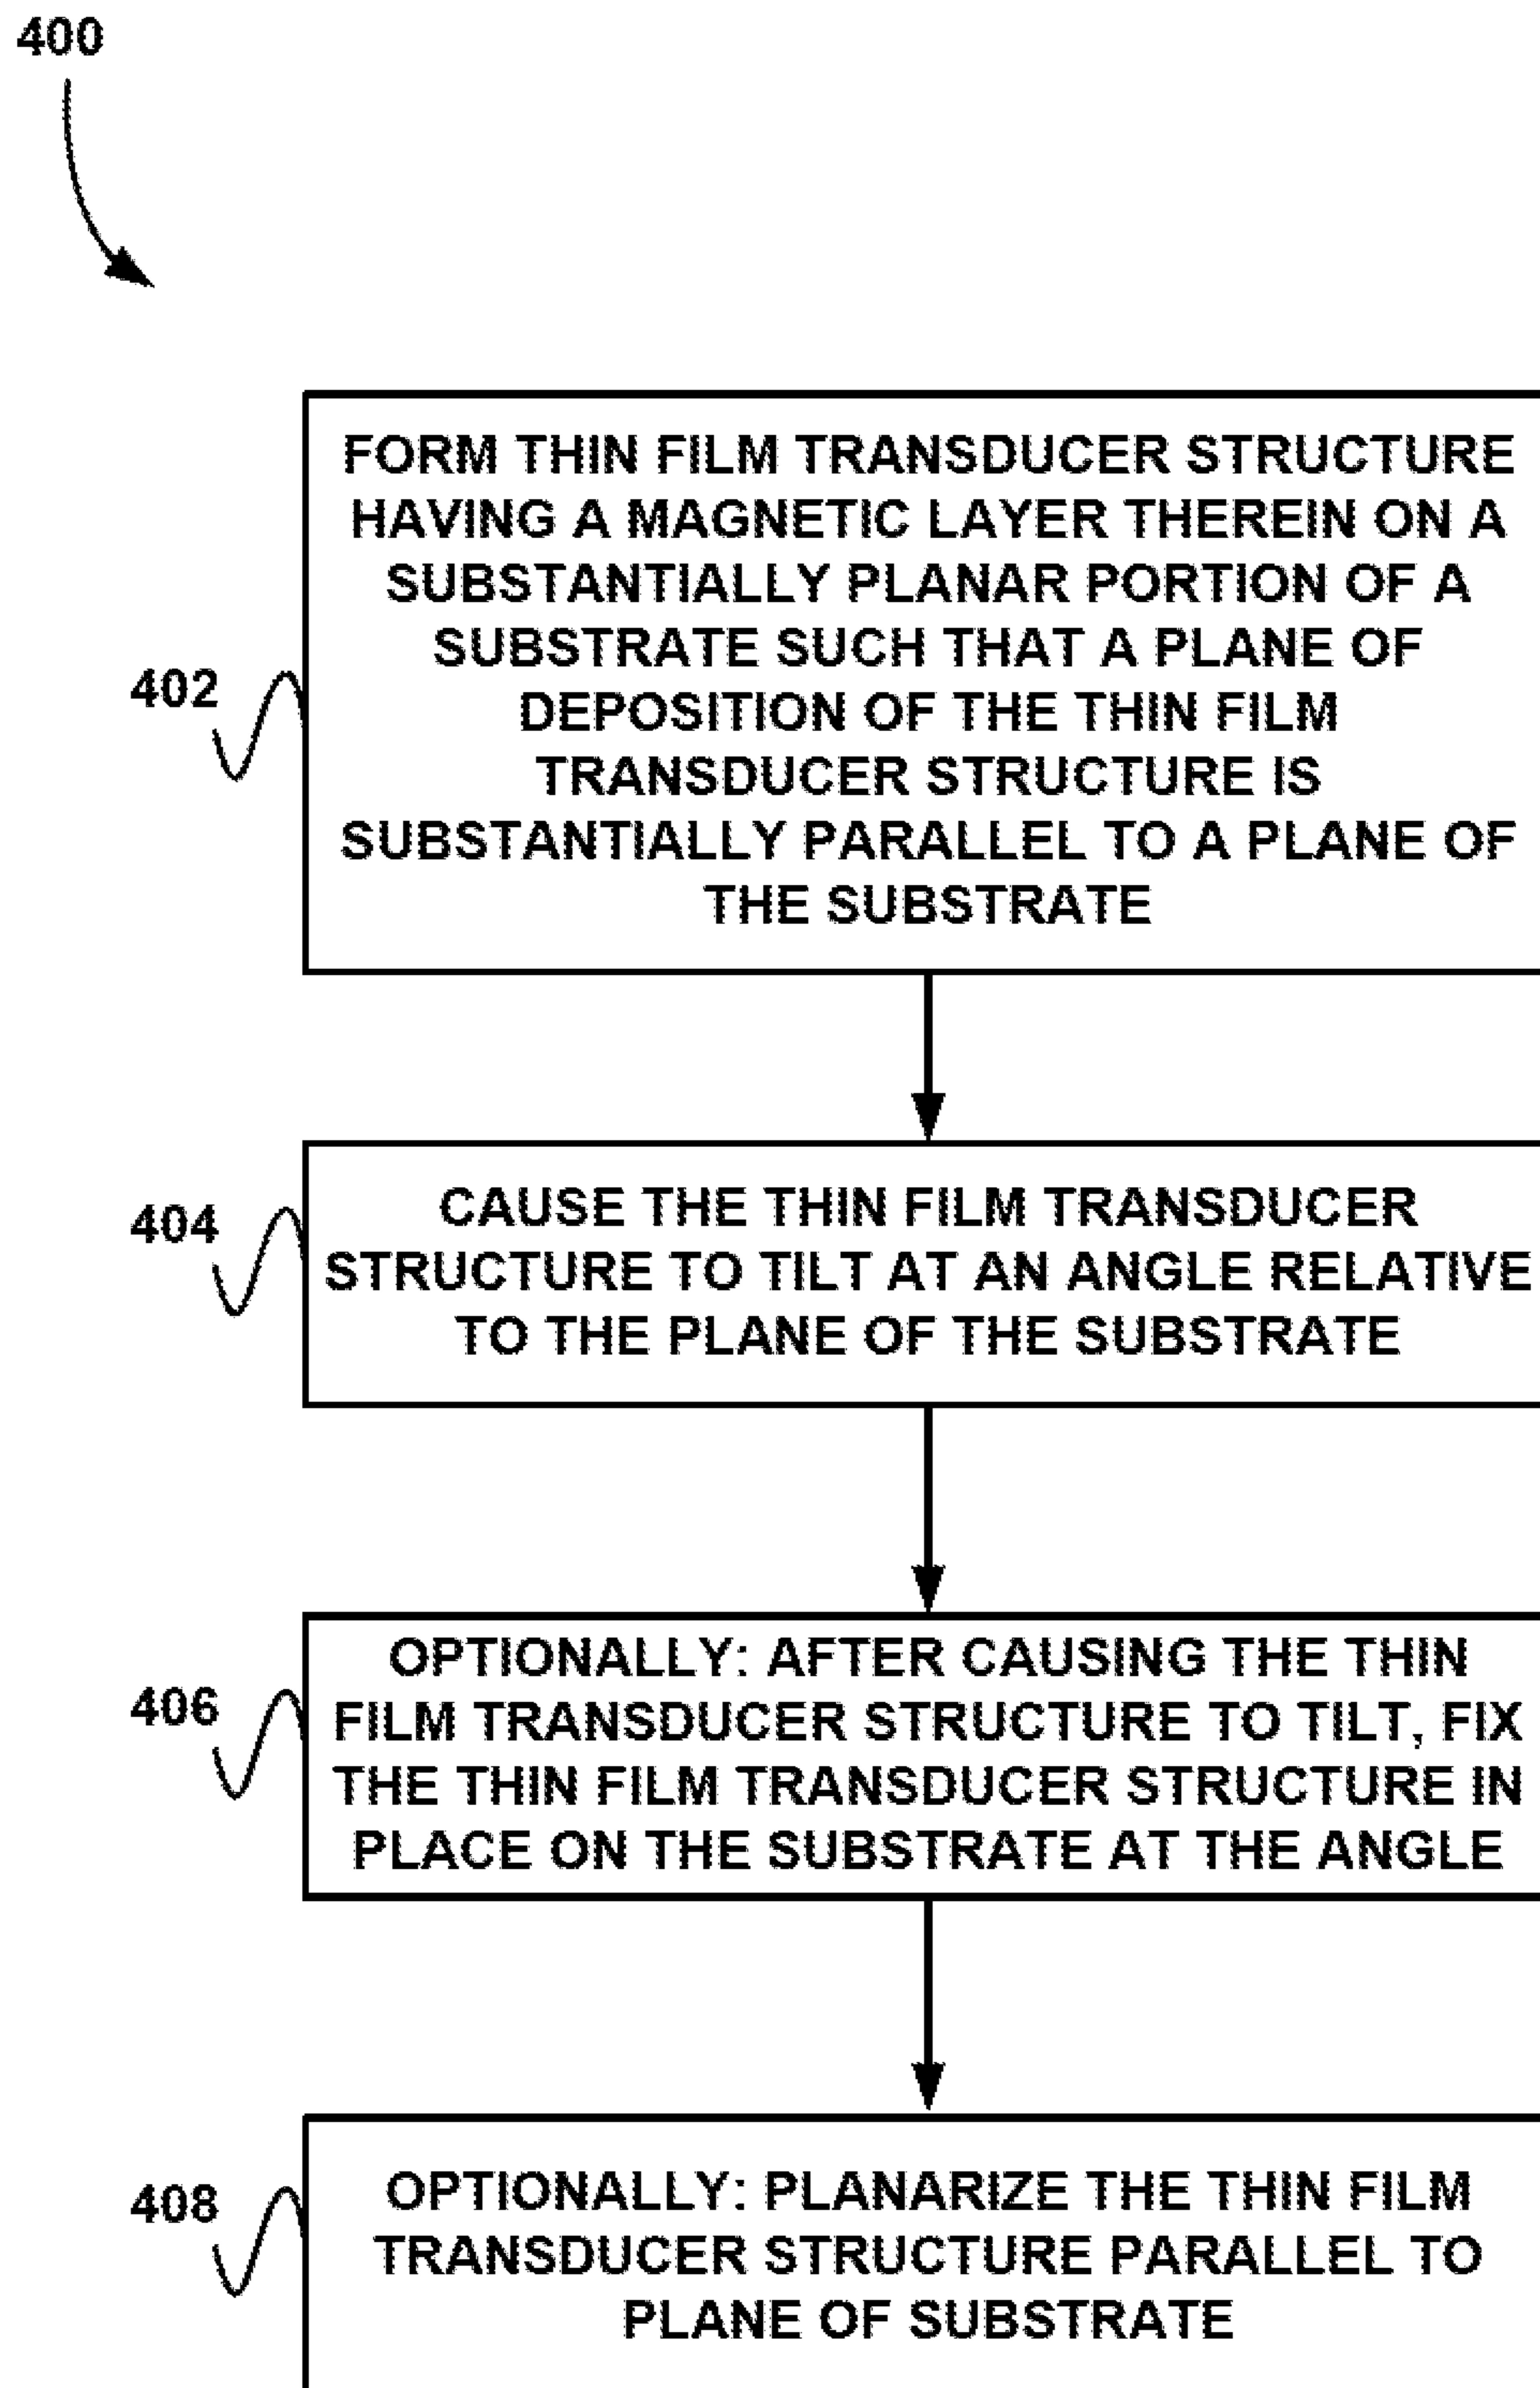 400
FORM THIN FILM TRANSDUCER STRUCTURE
HAVING A MAGNETIC LAYER THEREIN ON A
SUBSTANTIALLY PLANAR PORTION OF A
SUBSTRATE SUCH THAT A PLANE OF
DEPOSITION OF THE THIN FILM
TRANSDUCER STRUCTURE IS
SUBSTANTIALLY PARALLEL TO A PLANE OF
THE SUBSTRATE
402
CAUSE THE THIN FILM TRANSDUCER
STRUCTURE TO TILT AT AN ANGLE RELATIVE
TO THE PLANE OF THE SUBSTRATE
404
OPTIONALLY: AFTER CAUSING THE THIN
FILM TRANSDUCER STRUCTURE TO TILT, FIX
THE THIN FILM TRANSDUCER STRUCTURE IN
PLACE ON THE SUBSTRATE AT THE ANGLE
406
OPTIONALLY: PLANARIZE THE THIN FILM
TRANSDUCER STRUCTURE PARALLEL TO
PLANE OF SUBSTRATE
408